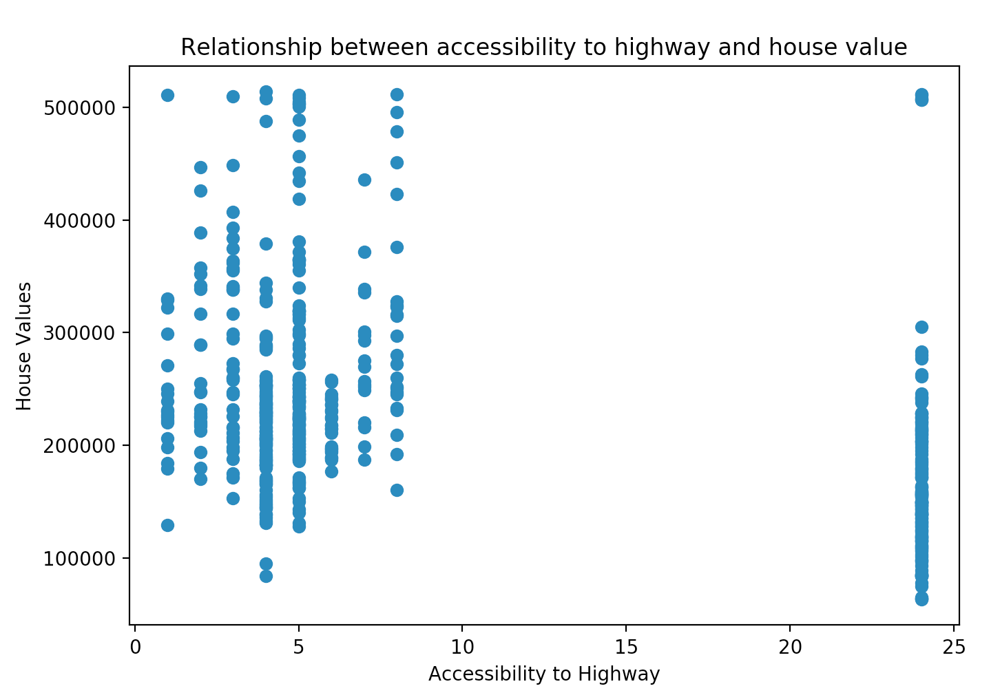 Relationship between accessibility to highway and house value
500000
400000
300000
200000
100000
House Values
0 5 10 15 20 25
Accessibility to Highway